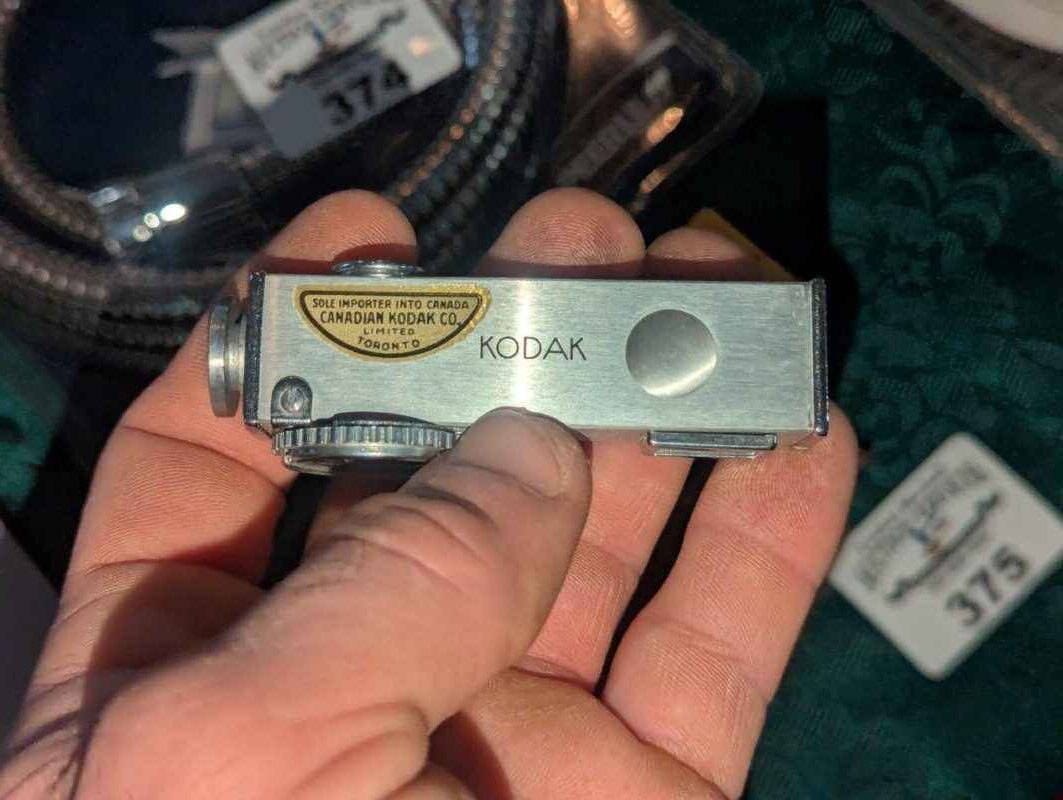 374
SOLE IMPORTER INTO CANADA
CANADIAN KODAK CO.
LIMITED
TORONTO
KODAK
375